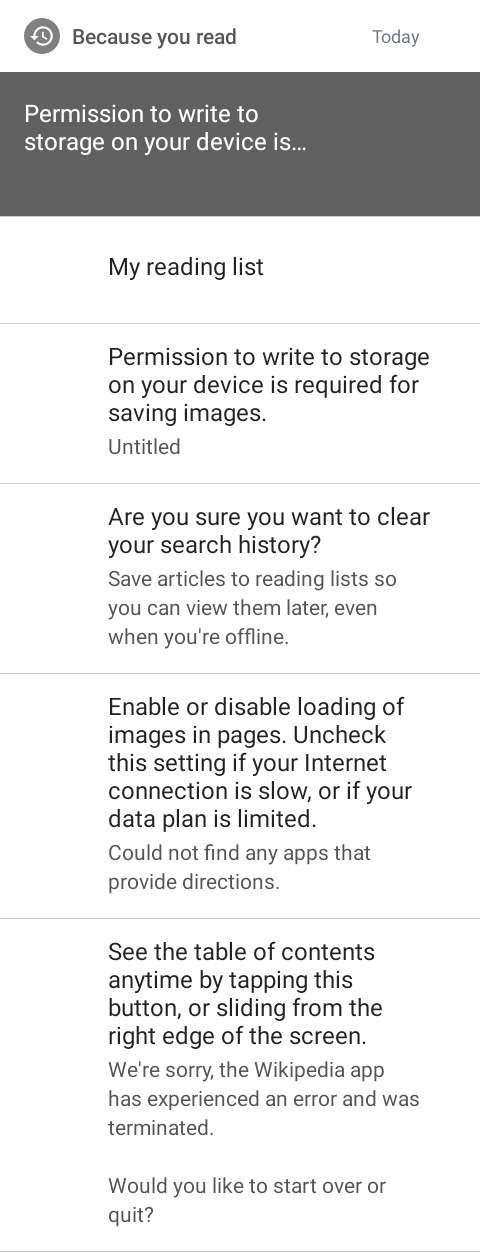 Because you read
Today
Permission to write to
storage on your device is…
My reading list
Permission to write to storage
on your device is required for
saving images.
Untitled
Are you sure you want to clear
your search history?
Save articles to reading lists so
you can view them later, even
when you're offline.
Enable or disable loading of
images in pages. Uncheck
this setting if your Internet
connection is slow, or if your
data plan is limited.
Could not find any apps that
provide directions.
See the table of contents
anytime by tapping this
button, or sliding from the
right edge of the screen.
We're sorry, the Wikipedia app
has experienced an error and was
terminated.
Would you like to start over or
quit?